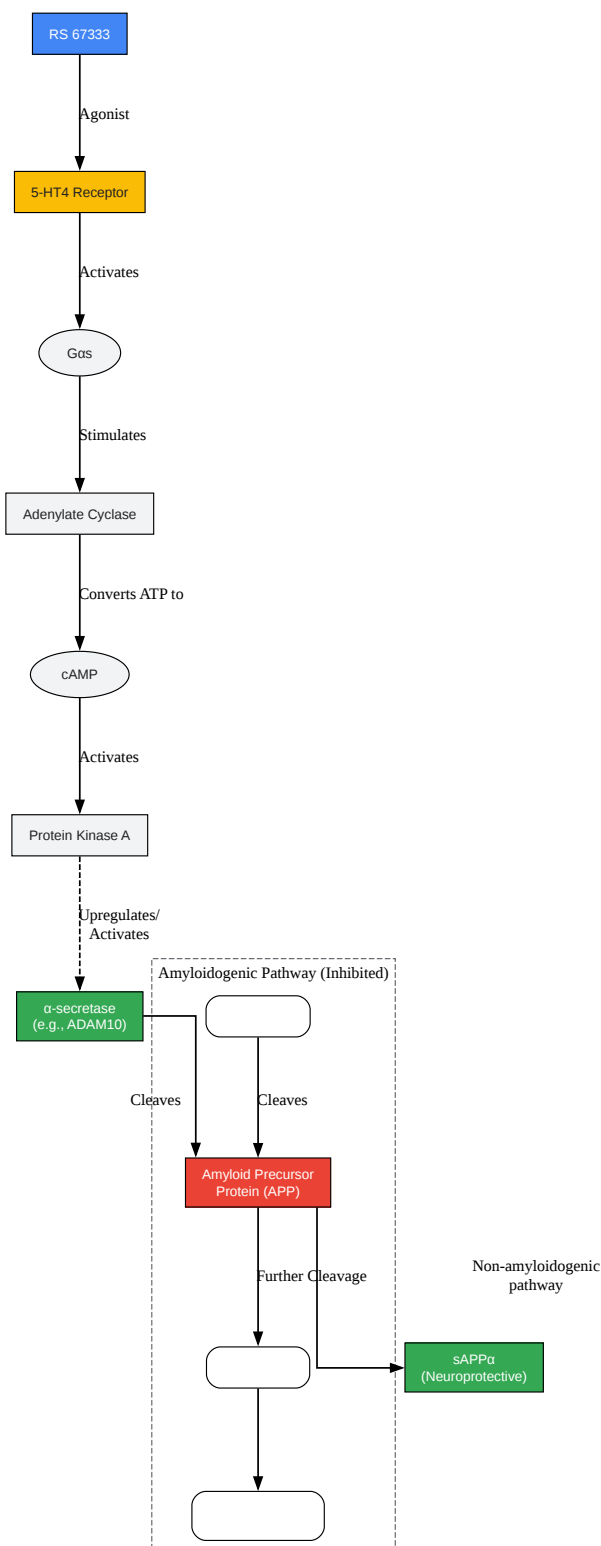 RS 67333
Agonist
5-HT4 Receptor
Activates
Gαs
Stimulates
Adenylate Cyclase
Converts ATP to
cAMP
Activates
Protein Kinase A
Upregulates/
Activates
Amyloidogenic Pathway (Inhibited)
α-secretase
(e.g., ADAM10)
Cleaves
Cleaves
Amyloid Precursor
Protein (APP)
Further Cleavage
Non-amyloidogenic
pathway
sAPPα
(Neuroprotective)